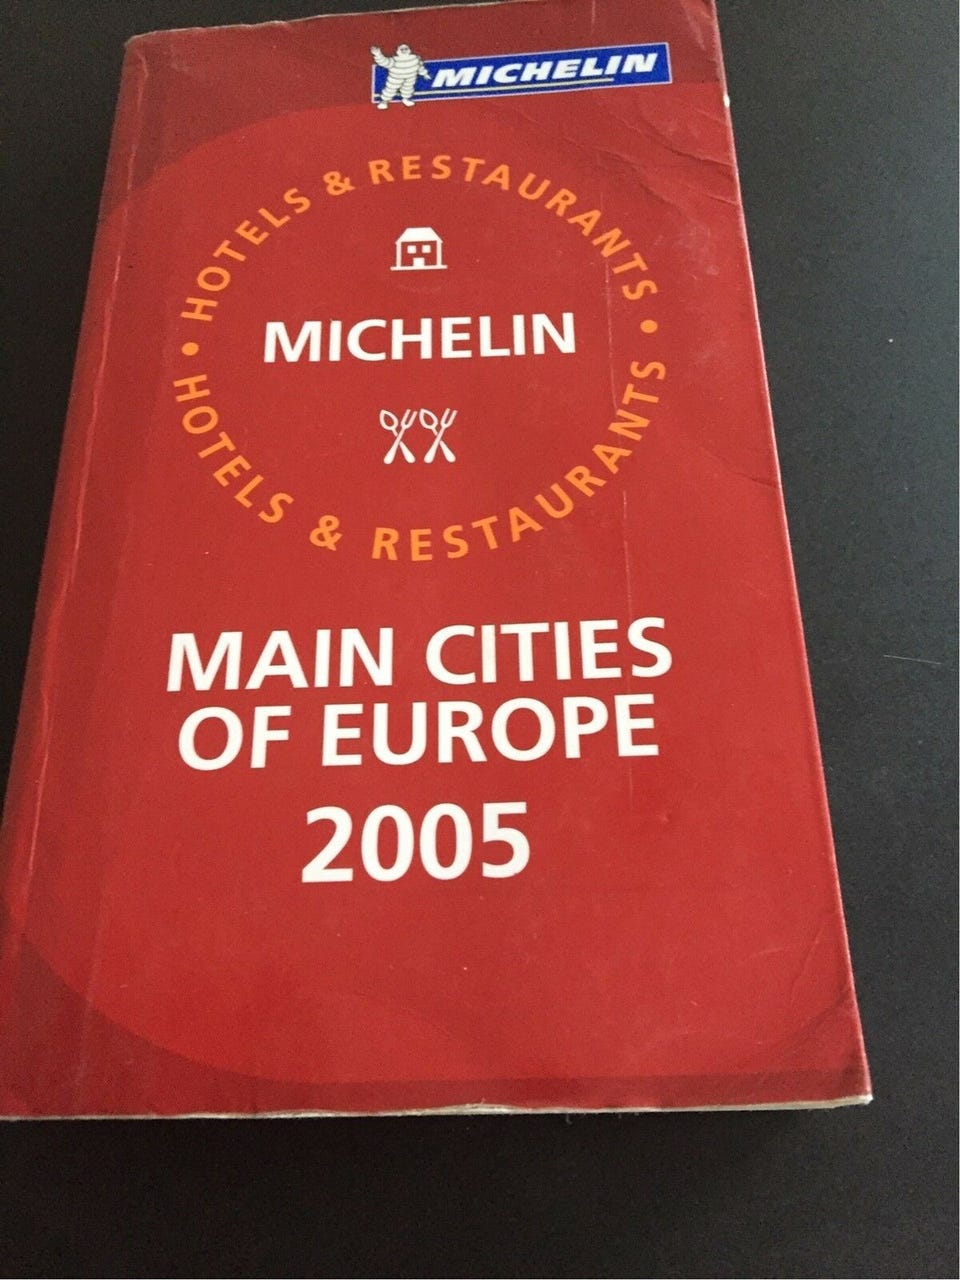 MICHELIN
HOTELS & RESTAURANTS •
MICHELIN
HOTELS & RESTAURANTS •
MAIN CITIES
OF EUROPE
2005